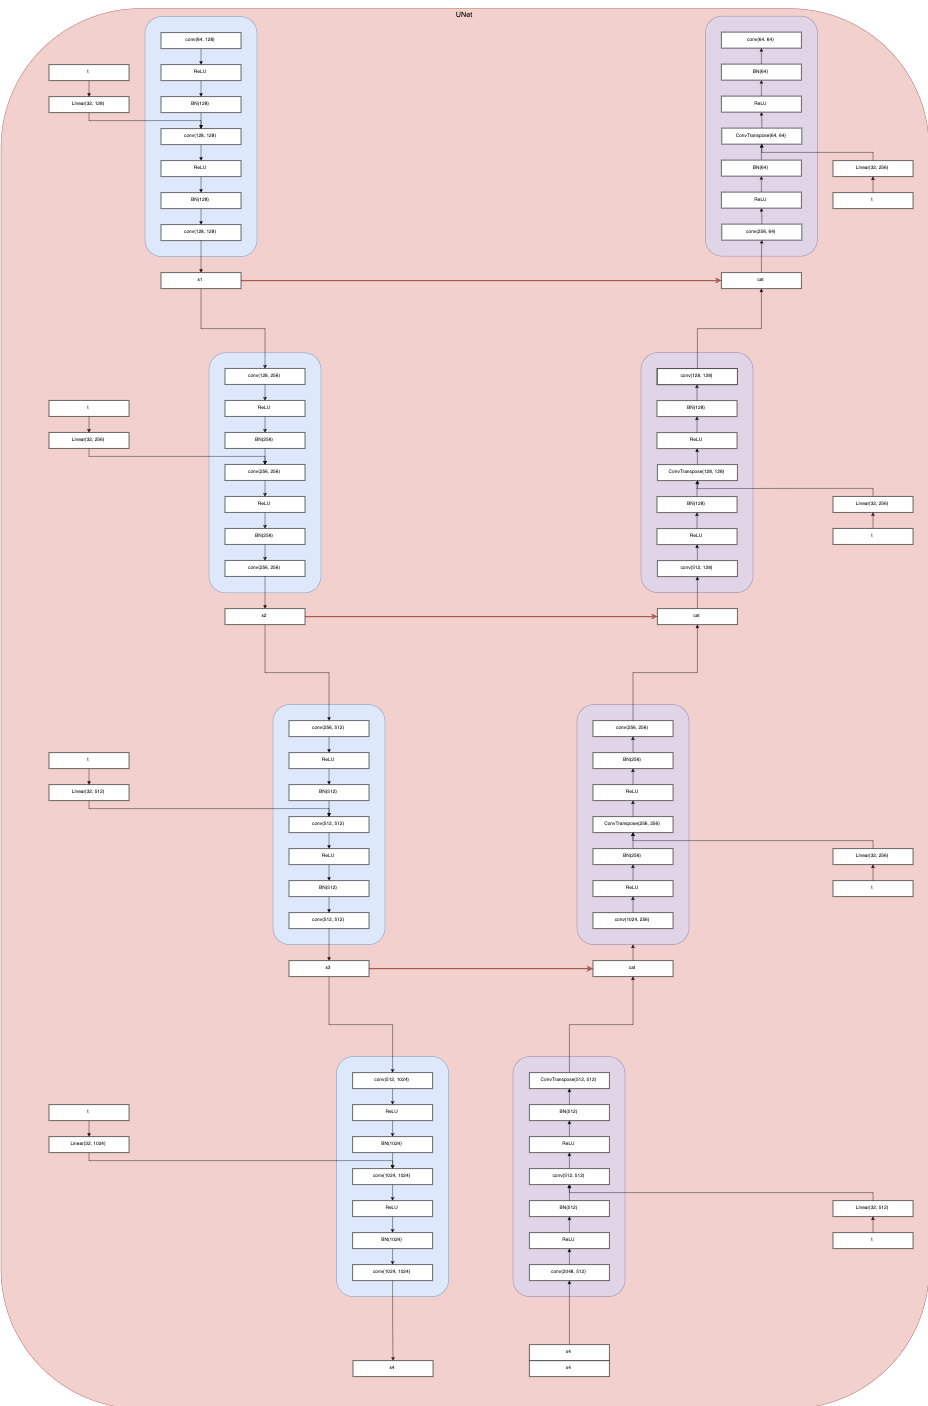 UNet
conv(64, 128)
t
ReLU
Linear(32, 128)
BN(128)
conv(128, 128)
ReLU
BN(128)
conv(128, 128)
x1
conv(64, 64)
BN(64)
ReLU
ConvTranspose(64, 64)
BN(64)
Linear(32, 256)
ReLU
t
conv(256, 64)
cat
conv(128, 256)
t
ReLU
Linear(32, 256)
BN(256)
conv(256, 256)
ReLU
BN(256)
conv(256, 256)
x2
conv(128, 128)
BN(128)
ReLU
ConvTranspose(128, 128)
BN(128)
Linear(32, 256)
ReLU
t
conv(512, 128)
cat
conv(256, 512)
t
ReLU
Linear(32, 512)
BN(512)
conv(512, 512)
ReLU
BN(512)
conv(512, 512)
x3
conv(256, 256)
BN(256)
ReLU
ConvTranspose(256, 256)
BN(256)
Linear(32, 256)
ReLU
t
conv(1024, 256)
cat
conv(512, 1024)
t
ReLU
Linear(32, 1024)
BN(1024)
conv(1024, 1024)
ReLU
BN(1024)
conv(1024, 1024)
x4
ConvTranspose(512, 512)
BN(512)
ReLU
conv(512, 512)
BN(512)
Linear(32, 512)
ReLU
t
conv(2048, 512)
x4
x4